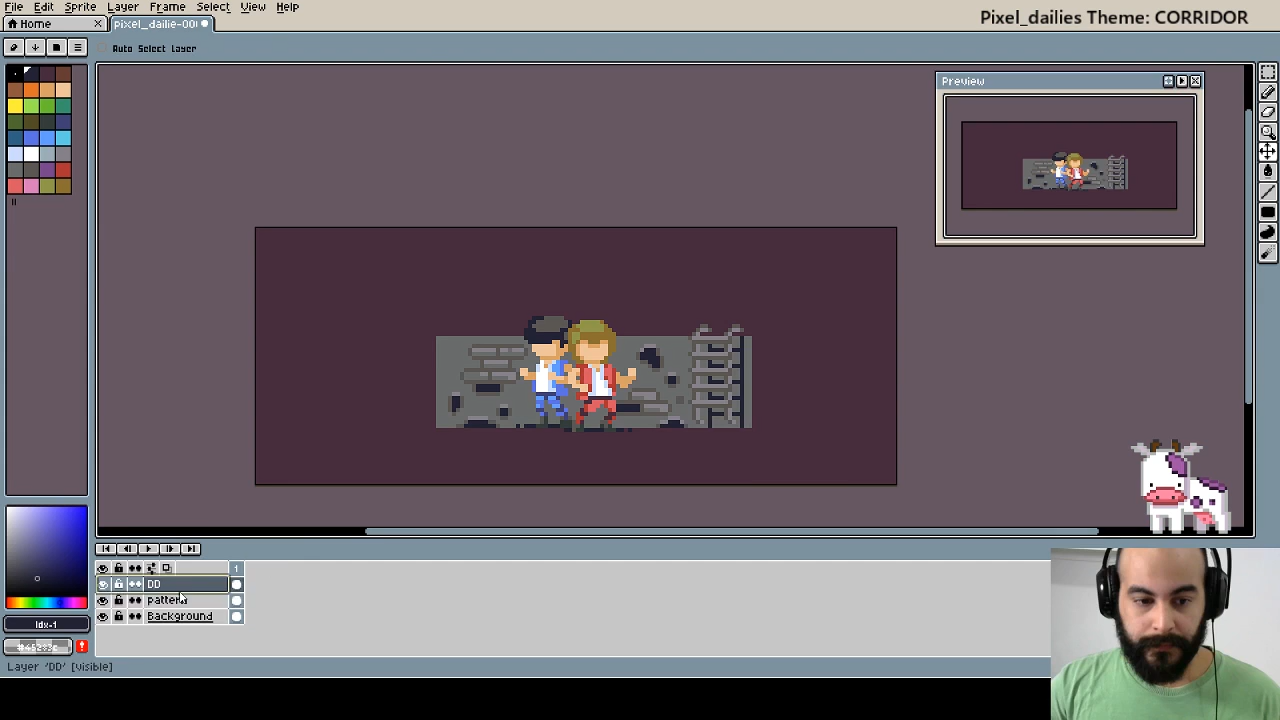 File Edit Sprite Layer Frame Select View Help
Pixel_dailies Theme: CORRIDOR
Home
pixel_dailie-00
Auto Select Layer
Preview
1
DD
pattern
Background
Idx-1
Layer 'DD' [visible]